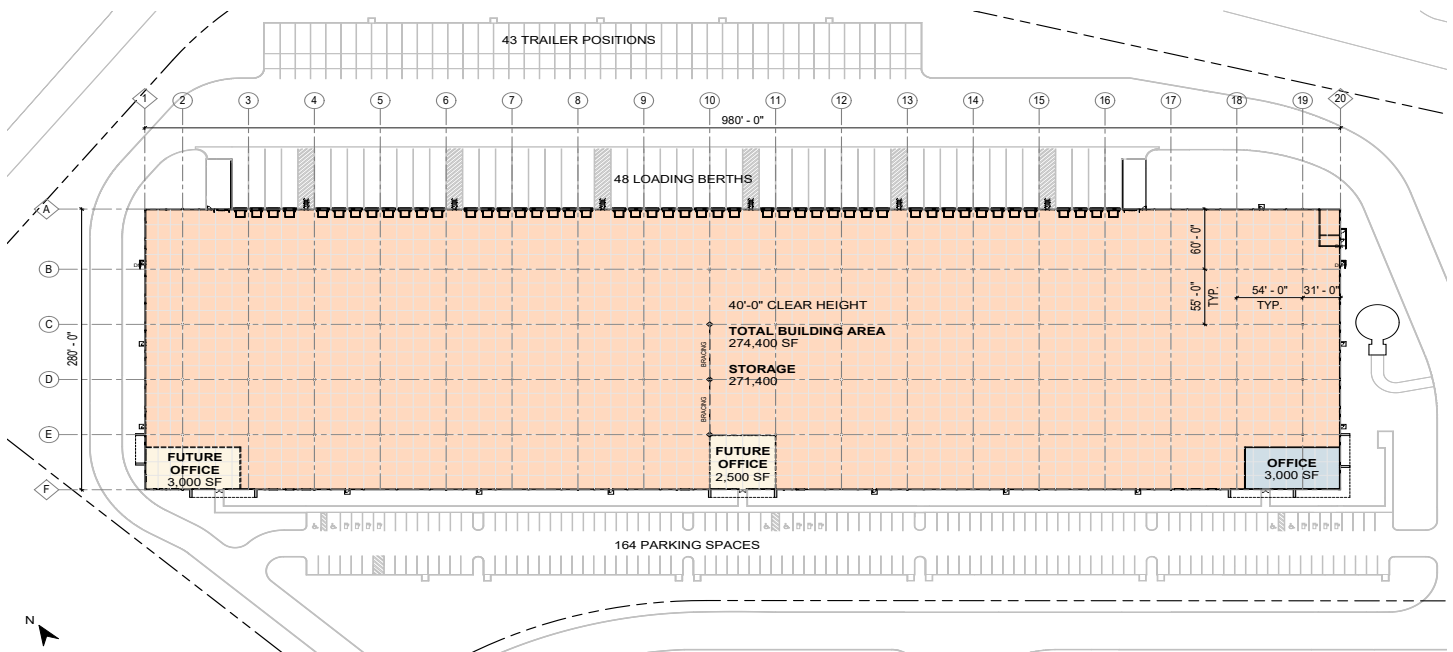 43 TRAILER POSITIONS
1 2 3 4 5 6 7 8 9 10 11 12 13 14 15 16 17 18 19 20
980' - 0"
48 LOADING BERTHS
A
B
C
D
E
F
280' - 0"
60' - 0"
55' - 0"
TYP.
54' - 0"
TYP.
31' - 0"
40'-0" CLEAR HEIGHT
TOTAL BUILDING AREA
274,400 SF
STORAGE
271,400
BRACING
BRACING
FUTURE
OFFICE
3,000 SF
FUTURE
OFFICE
2,500 SF
OFFICE
3,000 SF
164 PARKING SPACES
N